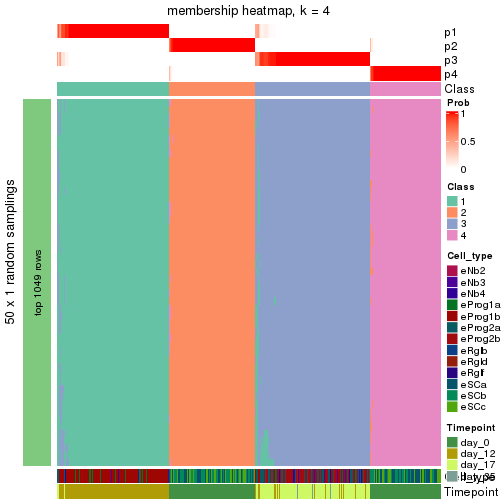 membership heatmap, k = 4
p1
p2
p3
p4
Class
50 x 1 random samplings
top 1049 rows
Prob
1
0.5
0
Class
1
2
3
4
Cell_type
eNb2
eNb3
eNb4
eProg1a
eProg1b
eProg2a
eProg2b
eRglb
eRgld
eRglf
eSCa
eSCb
eSCc
Timepoint
day_0
day_12
day_17
Timepoint